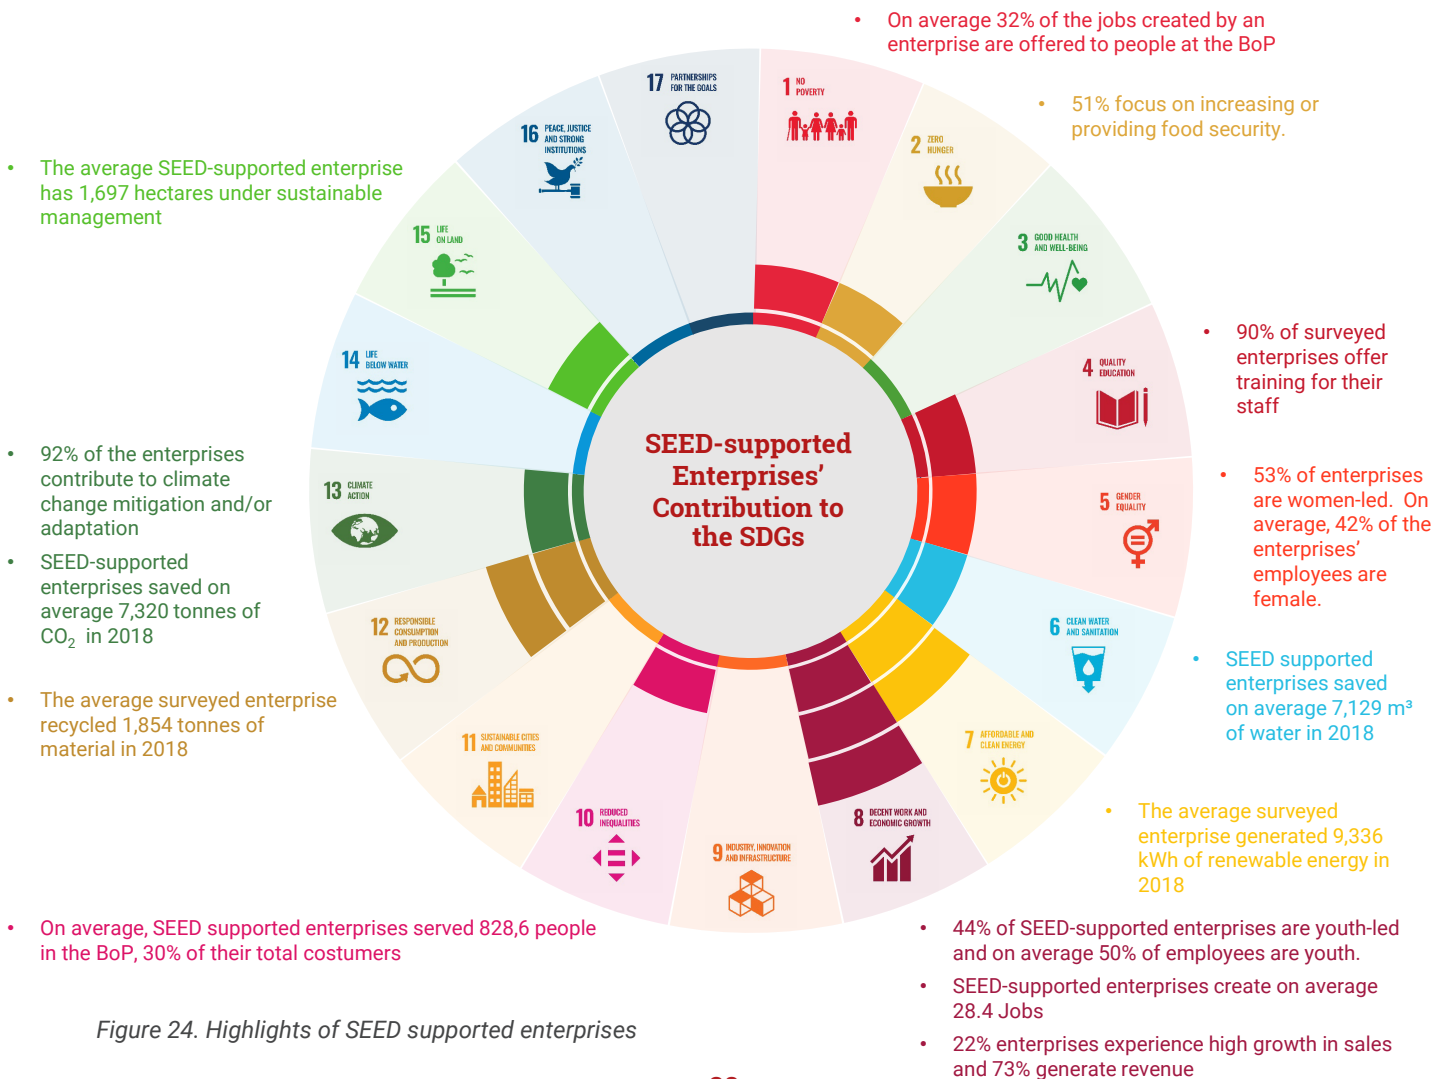 • On average 32% of the jobs created by an
enterprise are offered to people at the BoP
• 51% focus on increasing or
providing food security.
• The average SEED-supported enterprise
has 1,697 hectares under sustainable
management
17 PARTNERSHIPS
FOR THE GOALS
1 NO
POVERTY
16 PEACE, JUSTICE
AND STRONG
INSTITUTIONS
2 ZERO
HUNGER
15 LIFE
ON LAND
3 GOOD HEALTH
AND WELL-BEING
14 LIFE
BELOW WATER
4 QUALITY
EDUCATION
• 90% of surveyed
enterprises offer
training for their
staff
SEED-supported
Enterprises’
Contribution to
the SDGs
• 92% of the enterprises
contribute to climate
change mitigation and/or
adaptation
• SEED-supported
enterprises saved on
average 7,320 tonnes of
CO₂ in 2018
13 CLIMATE
ACTION
5 GENDER
EQUALITY
• 53% of enterprises
are women-led. On
average, 42% of the
enterprises’
employees are
female.
12 RESPONSIBLE
CONSUMPTION
AND PRODUCTION
6 CLEAN WATER
AND SANITATION
• SEED supported
enterprises saved
on average 7,129 m³
of water in 2018
• The average surveyed enterprise
recycled 1,854 tonnes of
material in 2018
11 SUSTAINABLE CITIES
AND COMMUNITIES
7 AFFORDABLE AND
CLEAN ENERGY
10 REDUCED
INEQUALITIES
9 INDUSTRY, INNOVATION
AND INFRASTRUCTURE
8 DECENT WORK AND
ECONOMIC GROWTH
• The average surveyed
enterprise generated 9,336
kWh of renewable energy in
2018
• On average, SEED supported enterprises served 828,6 people
in the BoP, 30% of their total costumers
• 44% of SEED-supported enterprises are youth-led
and on average 50% of employees are youth.
• SEED-supported enterprises create on average
28.4 Jobs
• 22% enterprises experience high growth in sales
and 73% generate revenue
Figure 24. Highlights of SEED supported enterprises